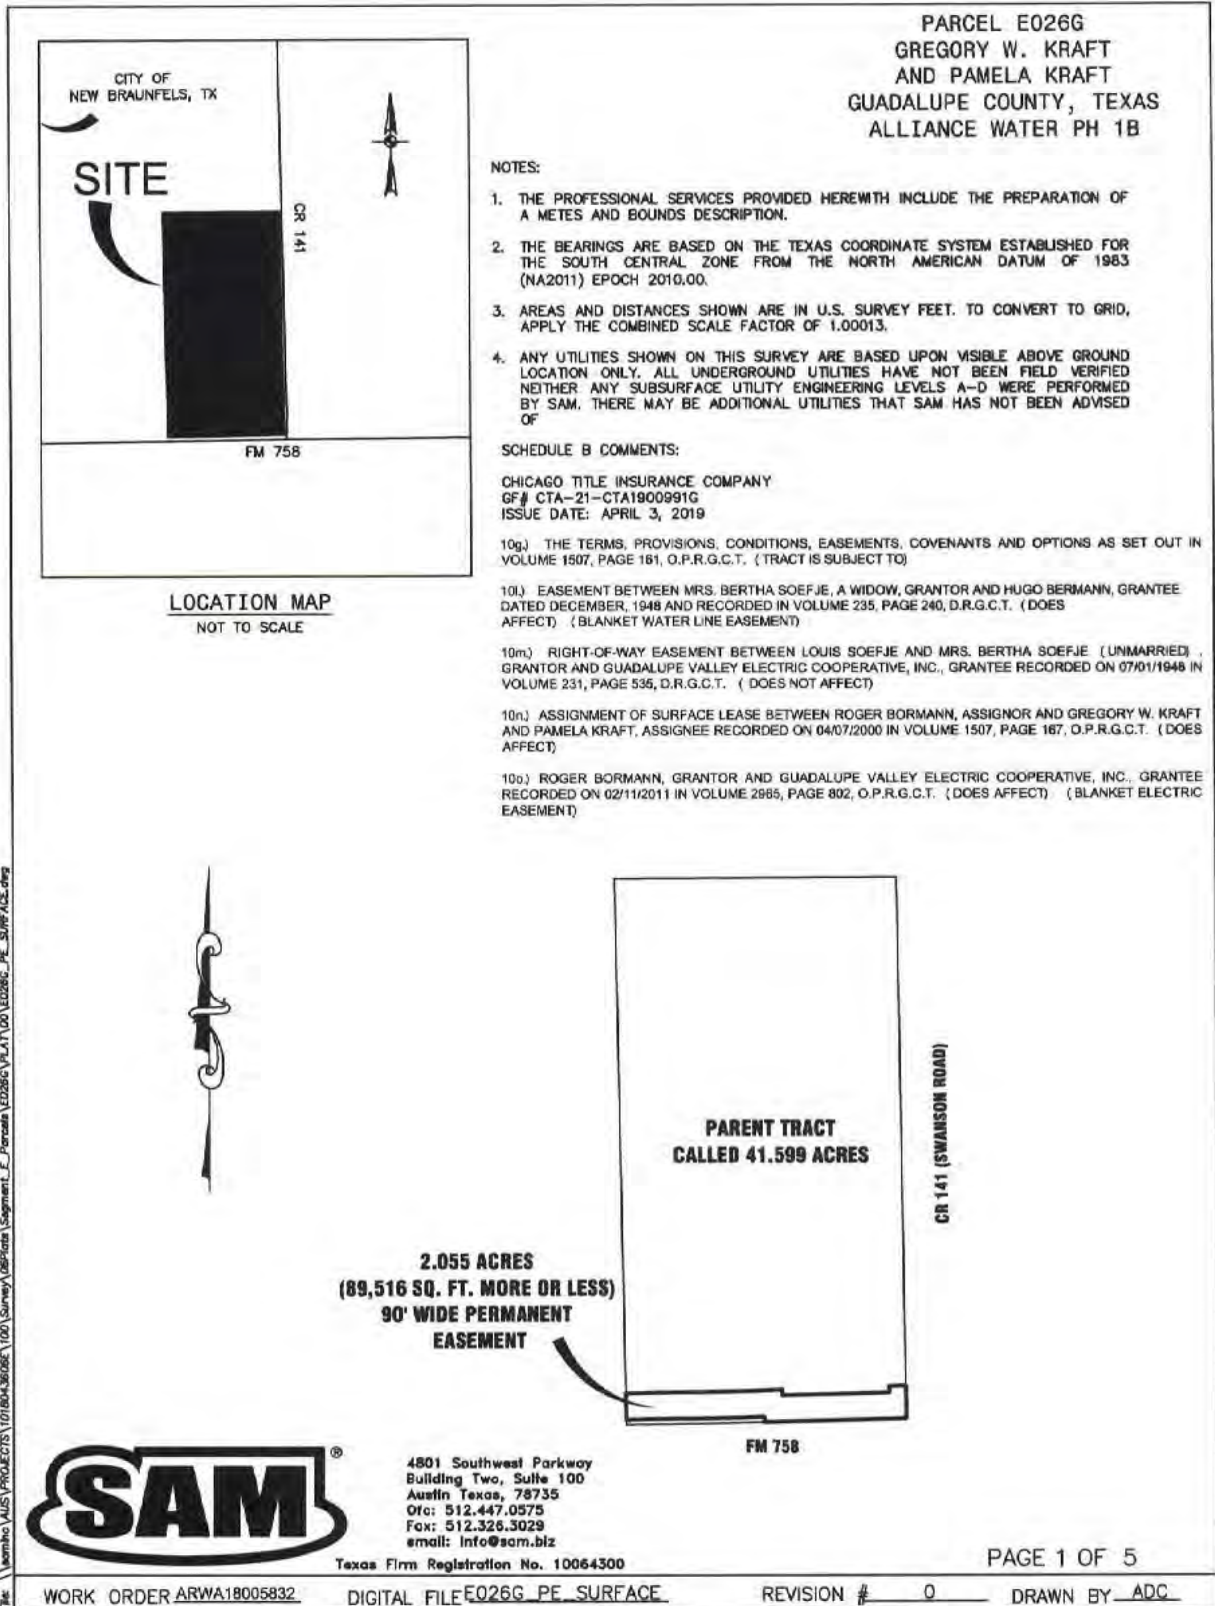 PARCEL E026G
GREGORY W. KRAFT
AND PAMELA KRAFT
GUADALUPE COUNTY, TEXAS
ALLIANCE WATER PH 1B
CITY OF
NEW BRAUNFELS, TX
SITE
CR 141
FM 758
LOCATION MAP
NOT TO SCALE
NOTES:
1. THE PROFESSIONAL SERVICES PROVIDED HEREWITH INCLUDE THE PREPARATION OF
A METES AND BOUNDS DESCRIPTION.
2. THE BEARINGS ARE BASED ON THE TEXAS COORDINATE SYSTEM ESTABLISHED FOR
THE SOUTH CENTRAL ZONE FROM THE NORTH AMERICAN DATUM OF 1983
(NA2011) EPOCH 2010.00.
3. AREAS AND DISTANCES SHOWN ARE IN U.S. SURVEY FEET. TO CONVERT TO GRID,
APPLY THE COMBINED SCALE FACTOR OF 1.00013.
4. ANY UTILITIES SHOWN ON THIS SURVEY ARE BASED UPON VISIBLE ABOVE GROUND
LOCATION ONLY. ALL UNDERGROUND UTILITIES HAVE NOT BEEN FIELD VERIFIED
NEITHER ANY SUBSURFACE UTILITY ENGINEERING LEVELS A-D WERE PERFORMED
BY SAM. THERE MAY BE ADDITIONAL UTILITIES THAT SAM HAS NOT BEEN ADVISED
OF
SCHEDULE B COMMENTS:
CHICAGO TITLE INSURANCE COMPANY
GF# CTA-21-CTA1900991G
ISSUE DATE: APRIL 3, 2019
10g.) THE TERMS, PROVISIONS, CONDITIONS, EASEMENTS, COVENANTS AND OPTIONS AS SET OUT IN
VOLUME 1507, PAGE 161, O.P.R.G.C.T. (TRACT IS SUBJECT TO)
10l.) EASEMENT BETWEEN MRS. BERTHA SOEFJE, A WIDOW, GRANTOR AND HUGO BERMANN, GRANTEE
DATED DECEMBER, 1948 AND RECORDED IN VOLUME 235, PAGE 240, D.R.G.C.T. (DOES
AFFECT) (BLANKET WATER LINE EASEMENT)
10m.) RIGHT-OF-WAY EASEMENT BETWEEN LOUIS SOEFJE AND MRS. BERTHA SOEFJE (UNMARRIED) ,
GRANTOR AND GUADALUPE VALLEY ELECTRIC COOPERATIVE, INC., GRANTEE RECORDED ON 07/01/1948 IN
VOLUME 231, PAGE 535, D.R.G.C.T. ( DOES NOT AFFECT)
10n.) ASSIGNMENT OF SURFACE LEASE BETWEEN ROGER BORMANN, ASSIGNOR AND GREGORY W. KRAFT
AND PAMELA KRAFT, ASSIGNEE RECORDED ON 04/07/2000 IN VOLUME 1507, PAGE 167, O.P.R.G.C.T. (DOES
AFFECT)
10o.) ROGER BORMANN, GRANTOR AND GUADALUPE VALLEY ELECTRIC COOPERATIVE, INC., GRANTEE
RECORDED ON 02/11/2011 IN VOLUME 2985, PAGE 802, O.P.R.G.C.T. (DOES AFFECT) (BLANKET ELECTRIC
EASEMENT)
PARENT TRACT
CALLED 41.599 ACRES
CR 141 (SWANSON ROAD)
2.055 ACRES
(89,516 SQ. FT. MORE OR LESS)
90' WIDE PERMANENT
EASEMENT
FM 758
SAM®
4801 Southwest Parkway
Building Two, Suite 100
Austin Texas, 78735
Ofc: 512.447.0575
Fax: 512.326.3029
email: info@sam.biz
Texas Firm Registration No. 10064300
PAGE 1 OF 5
WORK ORDER ARWA18005832
DIGITAL FILE E026G_PE_SURFACE
REVISION # 0
DRAWN BY ADC